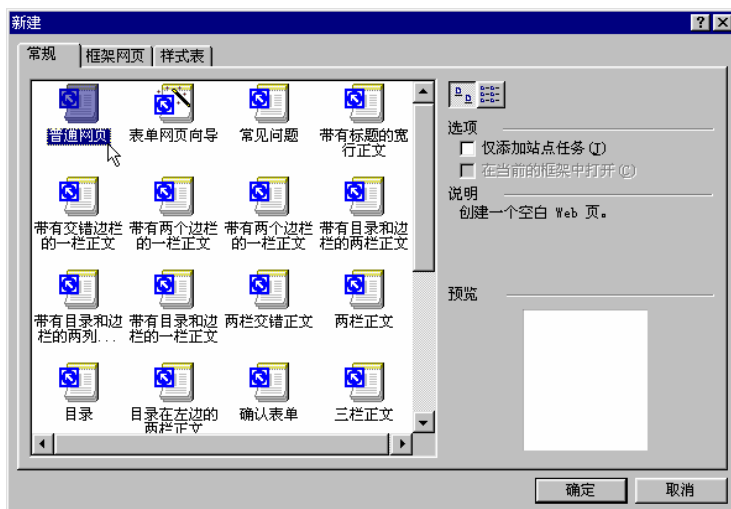 新建
常规 框架网页 样式表
普通网页 表单网页向导 常见问题 带有标题的宽
行正文
带有交错边栏 带有两个边栏 带有两个边栏 带有目录和边
的一栏正文 的一栏正文 的一栏正文 栏的两栏正文
带有目录和边 带有目录和边 两栏交错正文 两栏正文
栏的两列... 栏的一栏正文
目录 目录在左边的 确认表单 三栏正文
两栏正文
选项
仅添加站点任务(T)
在当前的框架中打开(C)
说明
创建一个空白 Web 页。
预览
确定 取消